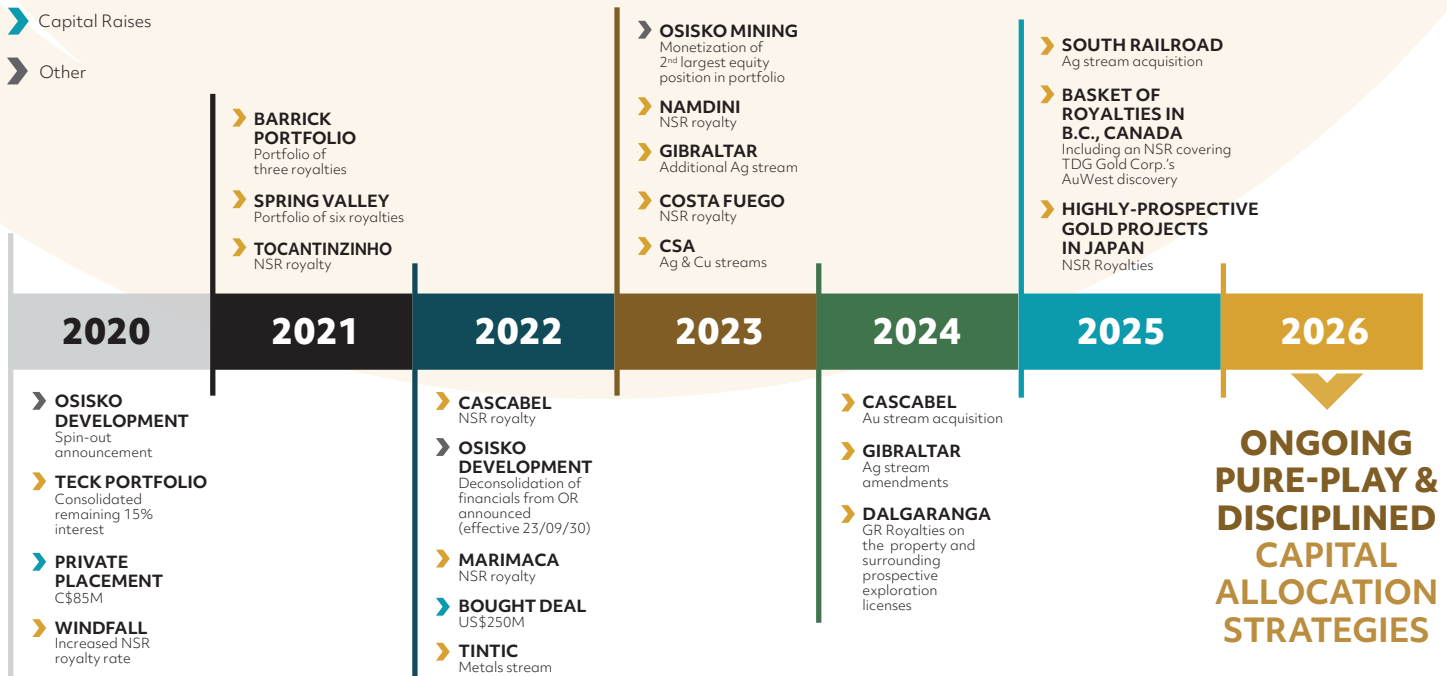 Capital Raises
Other
BARRICK
PORTFOLIO
Portfolio of
three royalties
SPRING VALLEY
Portfolio of six royalties
TOCANTINZINHO
NSR royalty
OSISKO MINING
Monetization of
2nd largest equity
position in portfolio
NAMDINI
NSR royalty
GIBRALTAR
Additional Ag stream
COSTA FUEGO
NSR royalty
CSA
Ag & Cu streams
SOUTH RAILROAD
Ag stream acquisition
BASKET OF
ROYALTIES IN
B.C., CANADA
Including an NSR covering
TDG Gold Corp.'s
AuWest discovery
HIGHLY-PROSPECTIVE
GOLD PROJECTS
IN JAPAN
NSR Royalties
2020
2021
2022
2023
2024
2025
2026
OSISKO
DEVELOPMENT
Spin-out
announcement
TECK PORTFOLIO
Consolidated
remaining 15%
interest
PRIVATE
PLACEMENT
C$85M
WINDFALL
Increased NSR
royalty rate
CASCABEL
NSR royalty
OSISKO
DEVELOPMENT
Deconsolidation of
financials from OR
announced
(effective 23/09/30)
MARIMACA
NSR royalty
BOUGHT DEAL
US$250M
TINTIC
Metals stream
CASCABEL
Au stream acquisition
GIBRALTAR
Ag stream
amendments
DALGARANGA
GR Royalties on
the property and
surrounding
prospective
exploration
licenses
ONGOING
PURE-PLAY &
DISCIPLINED
CAPITAL
ALLOCATION
STRATEGIES